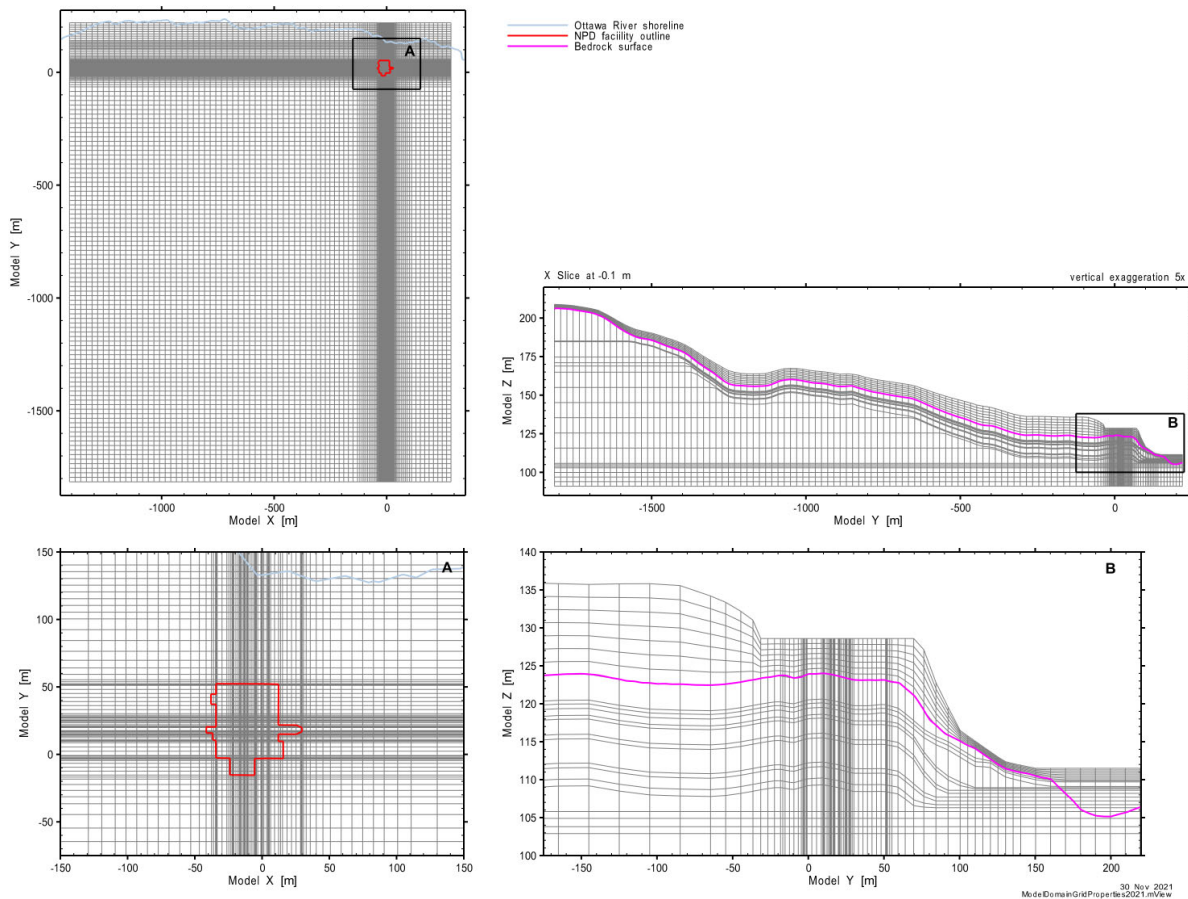 Ottawa River shoreline
NPD faciility outline
Bedrock surface
A
0
-500
-1000
-1500
Model Y [m]
-1000
-500
0
Model X [m]
X Slice at -0.1 m
vertical exaggeration 5x
B
200
175
150
125
100
Model Z [m]
-1500
-1000
-500
0
Model Y [m]
A
150
100
50
0
-50
Model Y [m]
-150
-100
-50
0
50
100
150
Model X [m]
B
140
135
130
125
120
115
110
105
100
Model Z [m]
-150
-100
-50
0
50
100
150
200
Model Y [m]
30 Nov 2021
ModelDomainGridProperties2021.mView